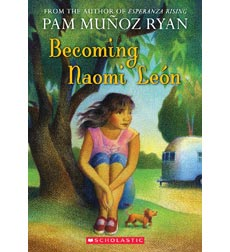 FROM THE AUTHOR OF ESPERANZA RISING
PAM MUÑOZ RYAN
Becoming
Naomi León
SCHOLASTIC